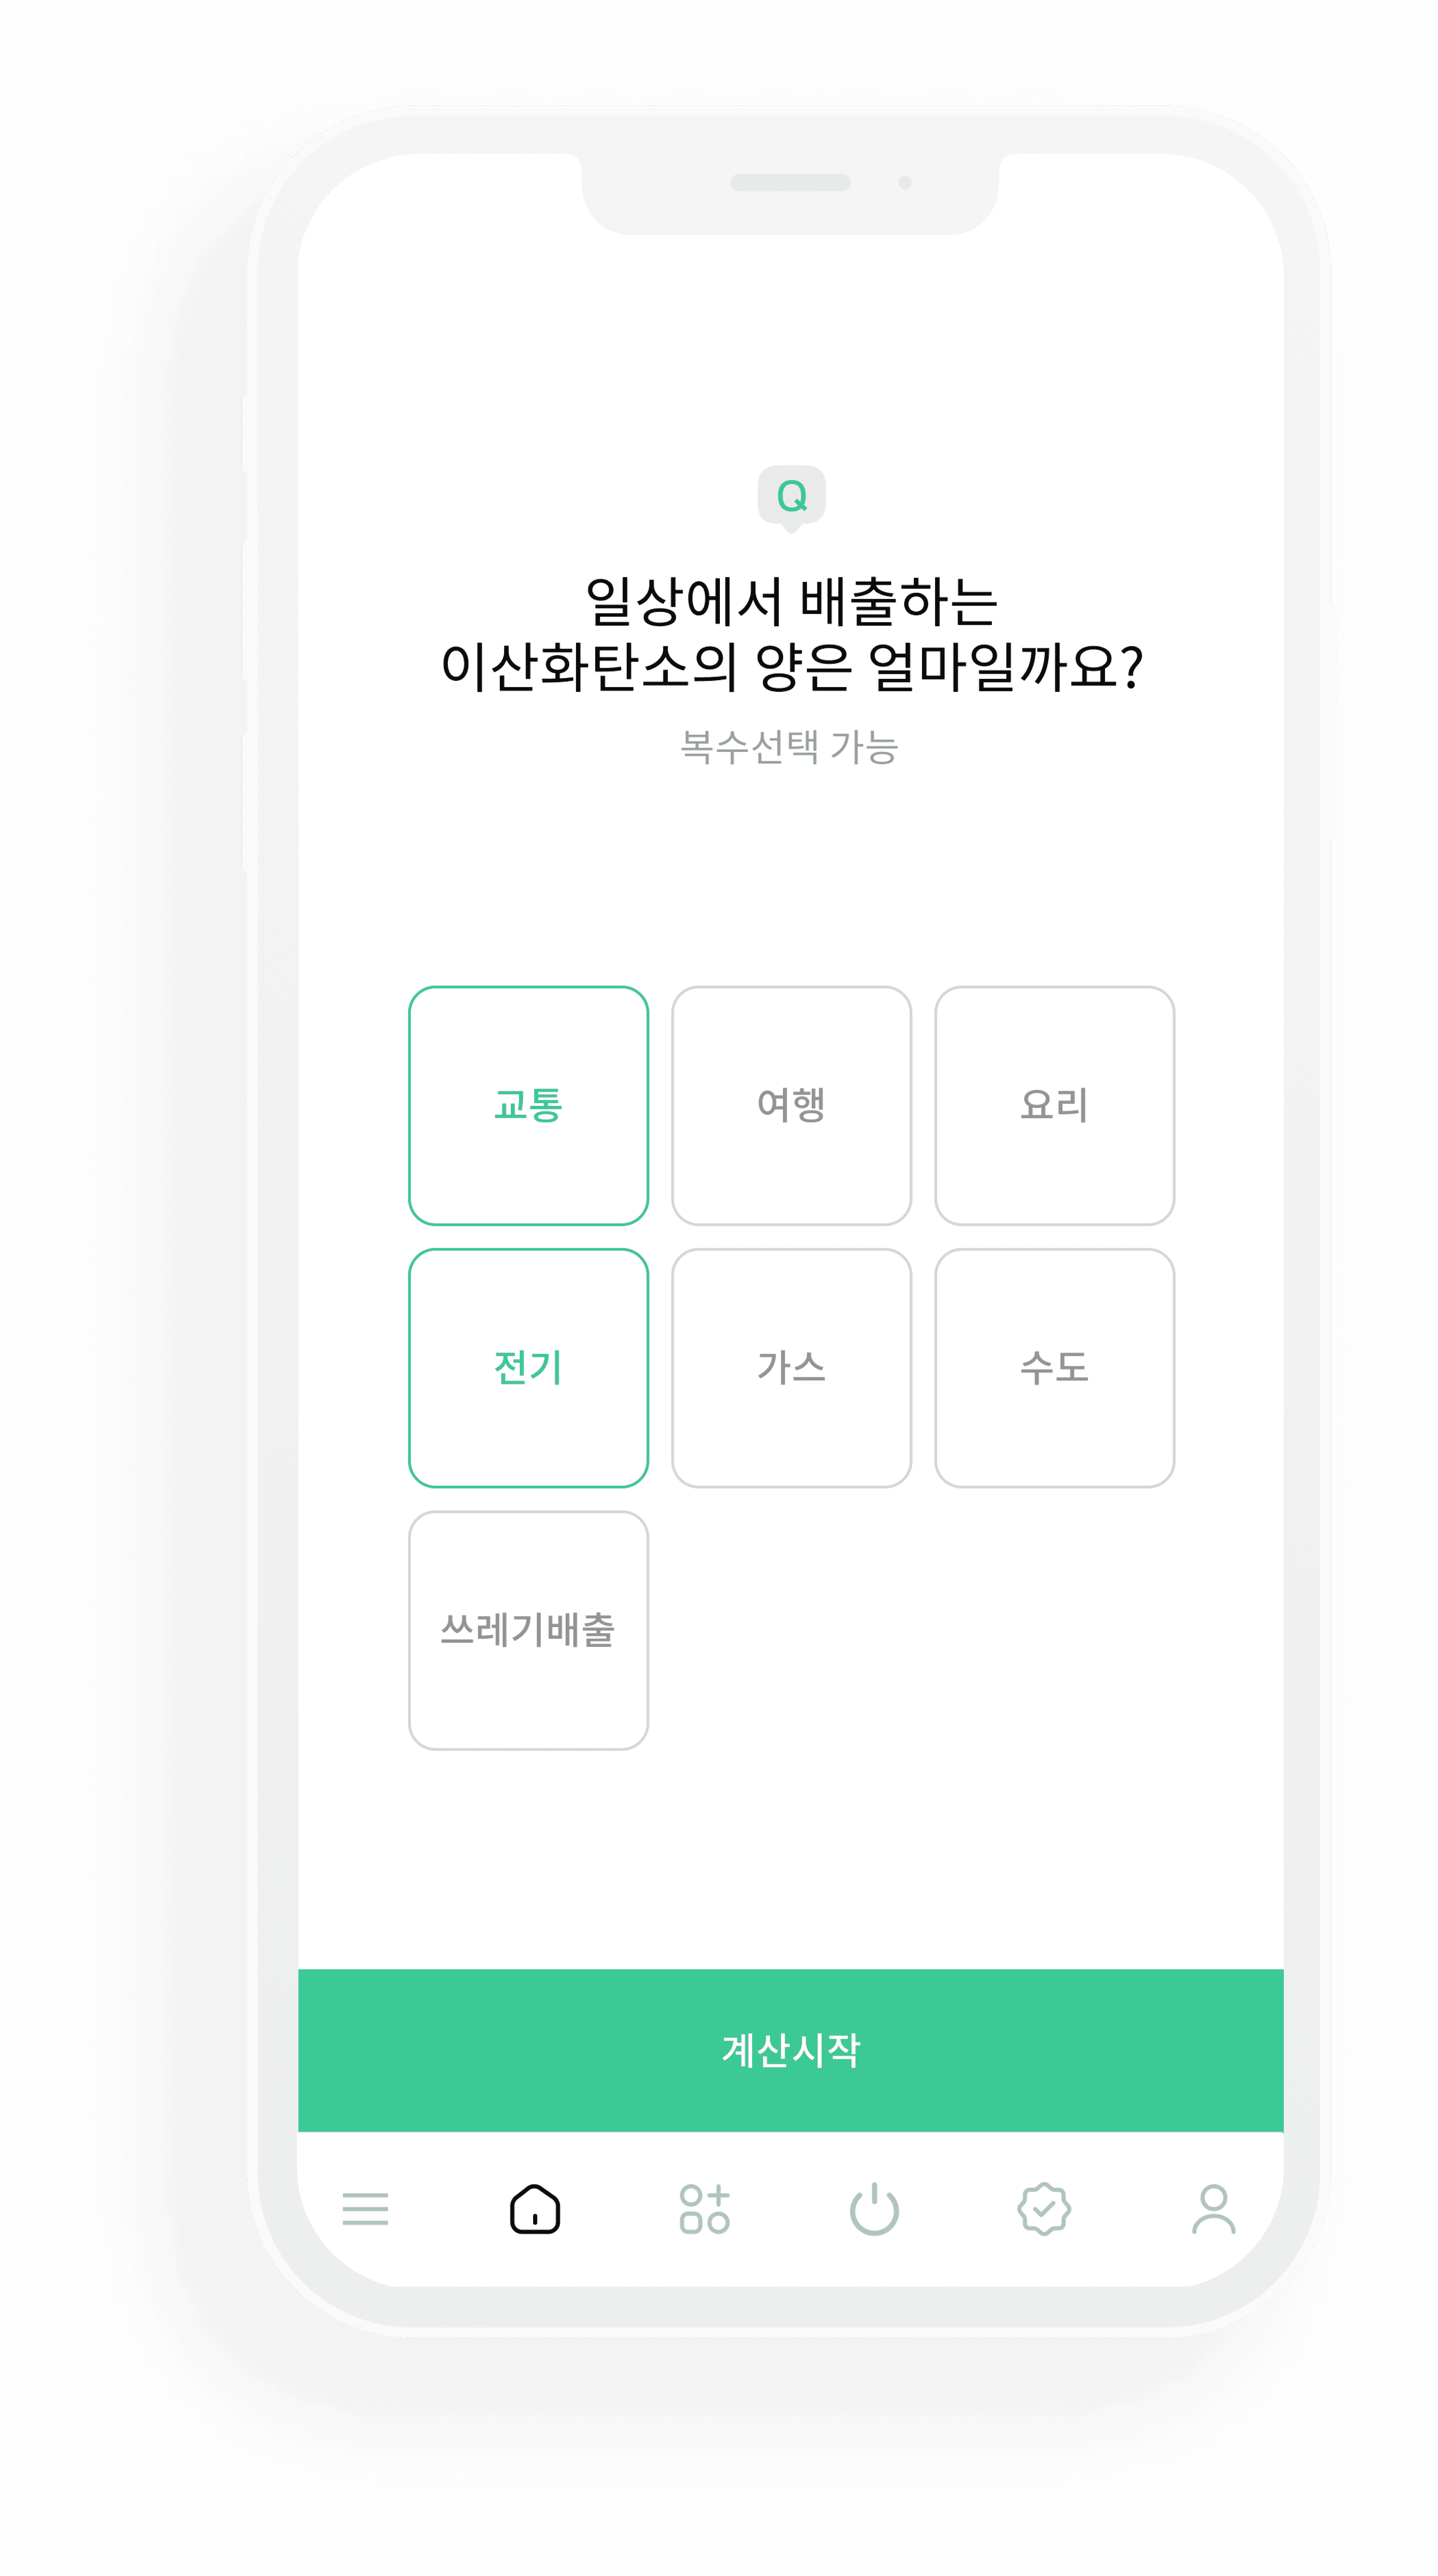 Q
일상에서 배출하는
이산화탄소의 양은 얼마일까요?
복수선택 가능
교통
여행
요리
전기
가스
수도
쓰레기배출
계산시작